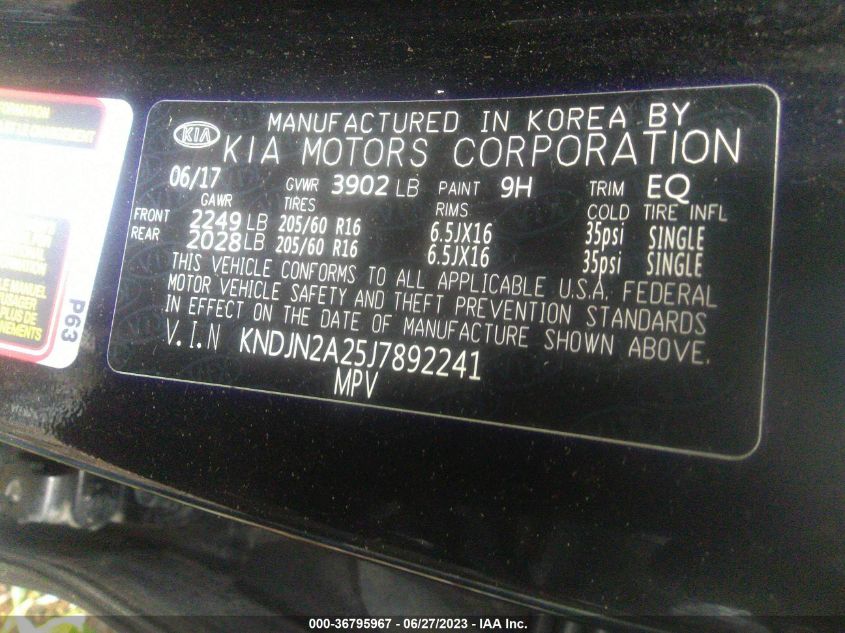 FORMATION
P63
KIA
MANUFACTURED IN KOREA BY
KIA MOTORS CORPORATION
06/17 GVWR 3902 LB PAINT 9H TRIM EQ
GAWR TIRES RIMS COLD TIRE INFL
FRONT 2249 LB 205/60 R16 6.5JX16 35psi SINGLE
REAR 2028 LB 205/60 R16 6.5JX16 35psi SINGLE
THIS VEHICLE CONFORMS TO ALL APPLICABLE U.S.A. FEDERAL
MOTOR VEHICLE SAFETY AND THEFT PREVENTION STANDARDS
IN EFFECT ON THE DATE OF MANUFACTURE SHOWN ABOVE.
V.I.N KNDJN2A25J7892241
MPV
000-36795967 - 06/27/2023 - IAA Inc.